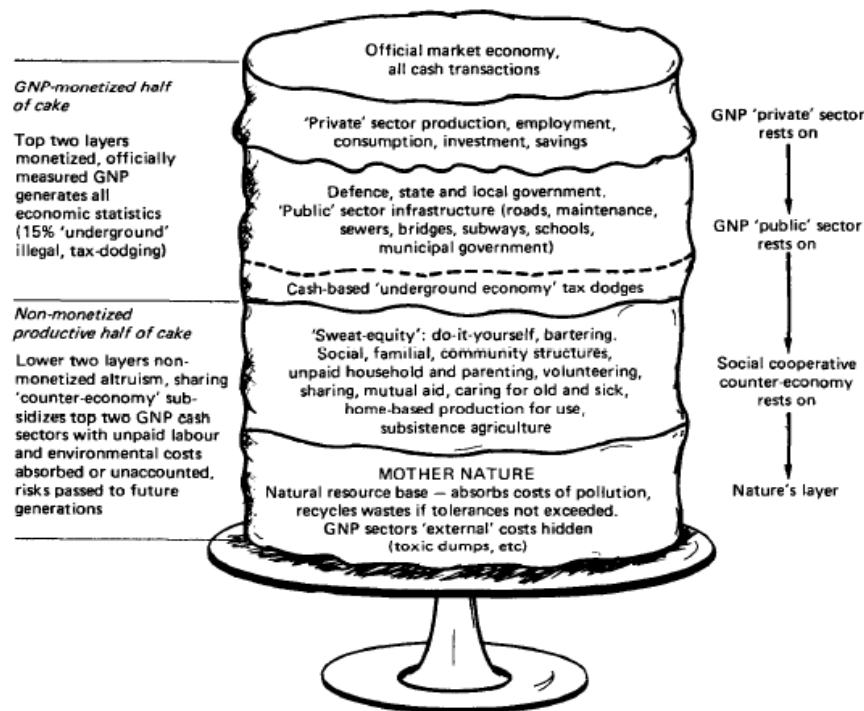 Official market economy,
all cash transactions
GNP-monetized half
of cake
Top two layers
monetized, officially
measured GNP
generates all
economic statistics
(15% 'underground'
illegal, tax-dodging)
'Private' sector production, employment,
consumption, investment, savings
Defence, state and local government.
'Public' sector infrastructure (roads, maintenance,
sewers, bridges, subways, schools,
municipal government)
Cash-based 'underground economy' tax dodges
GNP 'private' sector
rests on
GNP 'public' sector
rests on
Non-monetized
productive half of cake
Lower two layers non-
monetized altruism, sharing
'counter-economy' sub-
sidizes top two GNP cash
sectors with unpaid labour
and environmental costs
absorbed or unaccounted,
risks passed to future
generations
'Sweat-equity': do-it-yourself, bartering.
Social, familial, community structures,
unpaid household and parenting, volunteering,
sharing, mutual aid, caring for old and sick,
home-based production for use,
subsistence agriculture
Social cooperative
counter-economy
rests on
MOTHER NATURE
Natural resource base — absorbs costs of pollution,
recycles wastes if tolerances not exceeded.
GNP sectors 'external' costs hidden
(toxic dumps, etc)
Nature's layer